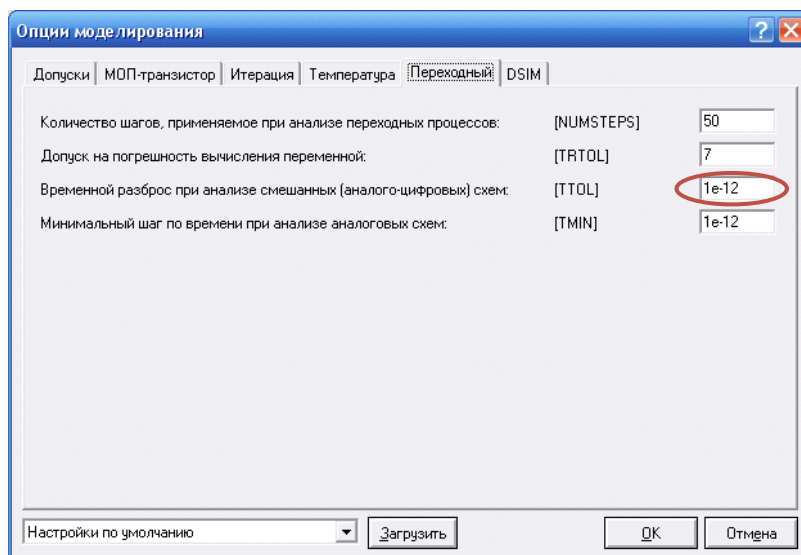 Опции моделирования
Допуски МОП-транзистор Итерация Температура Переходный DSIM
Количество шагов, применяемое при анализе переходных процессов: [NUMSTEPS] 50
Допуск на погрешность вычисления переменной: [TRTOL] 7
Временной разброс при анализе смешанных (аналого-цифровых) схем: [TTOL] 1e-12
Минимальный шаг по времени при анализе аналоговых схем: [TMIN] 1e-12
Настройки по умолчанию Загрузить OK Отмена